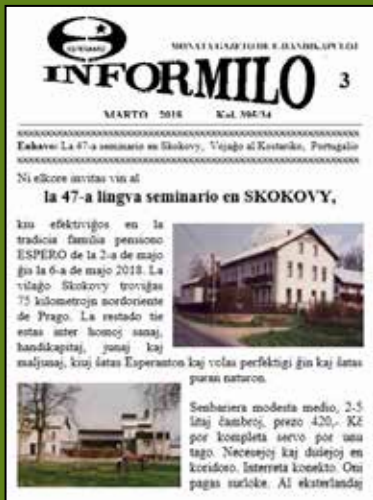 ESPERANTO
MONATA GAZETO DE E-HANDIKAPULOJ
INFORMILO 3
MARTO 2018 Kol. 395/34
Enhavo: La 47-a seminario en Skokovy, Vojaĝo al Kostariko, Portugalio
Ni elkore invitas vin al
la 47-a lingva seminario en SKOKOVY,
kiu efektiviĝos en la
tradicia familia pensiono
ESPERO de la 2-a de majo
ĝis la 6-a de majo 2018. La
vilaĝo Skokovy troviĝas
75 kilometrojn nordoriente
de Prago. La restado tie
estas inter homoj sanaj,
handikapitaj, junaj kaj
maljunaj, kiuj ŝatas Esperanton kaj volas perfektigi ĝin kaj ŝatas
puran naturon.
Senbariera modesta medio, 2-5
litaj ĉambroj, prezo 420,- Kč
por kompleta servo por unu
tago. Necesejoj kaj duŝejoj en
koridoro. Interreta konekto. Oni
pagas surloke. Al eksterlandaj